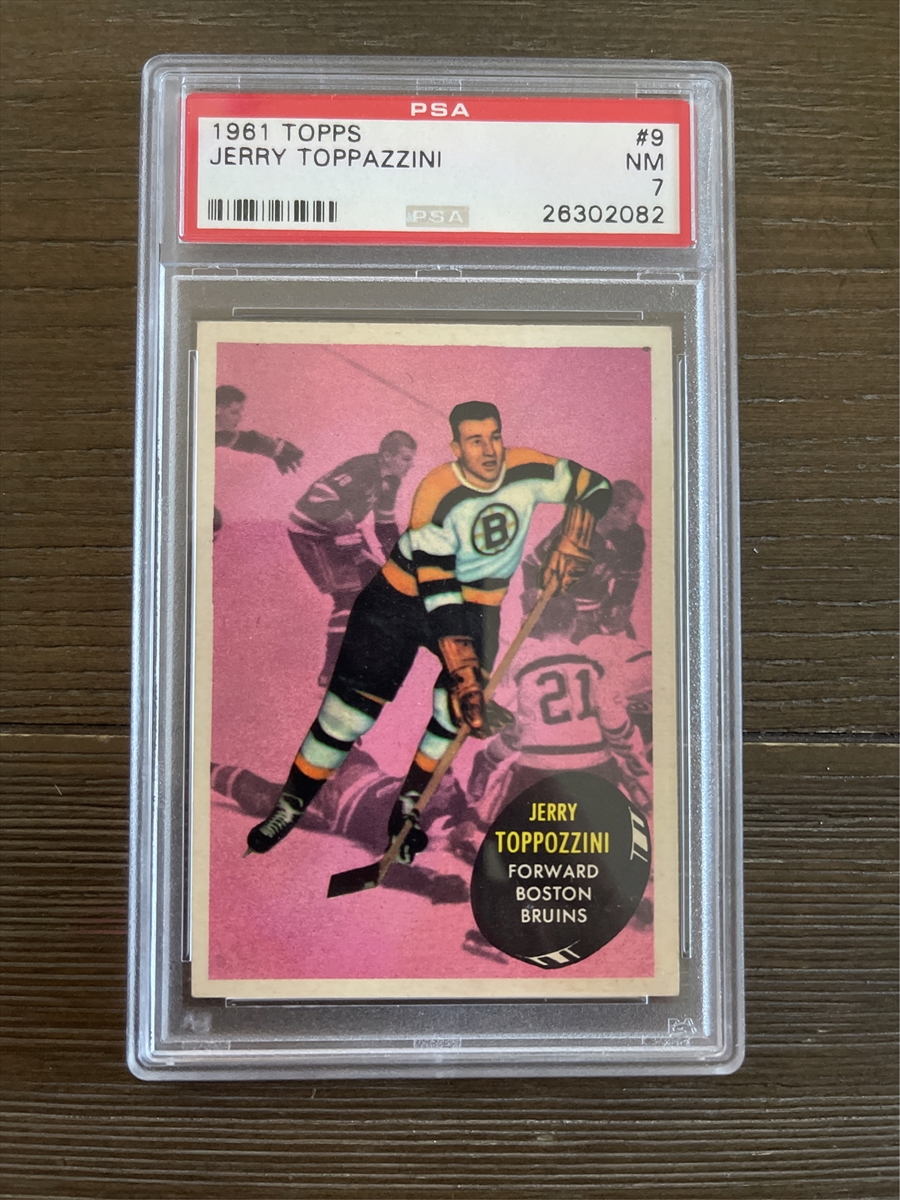 PSA
1961 TOPPS #9
JERRY TOPPAZZINI NM
7
PSA 26302082
B
21
JERRY
TOPPOZZINI
FORWARD
BOSTON
BRUINS